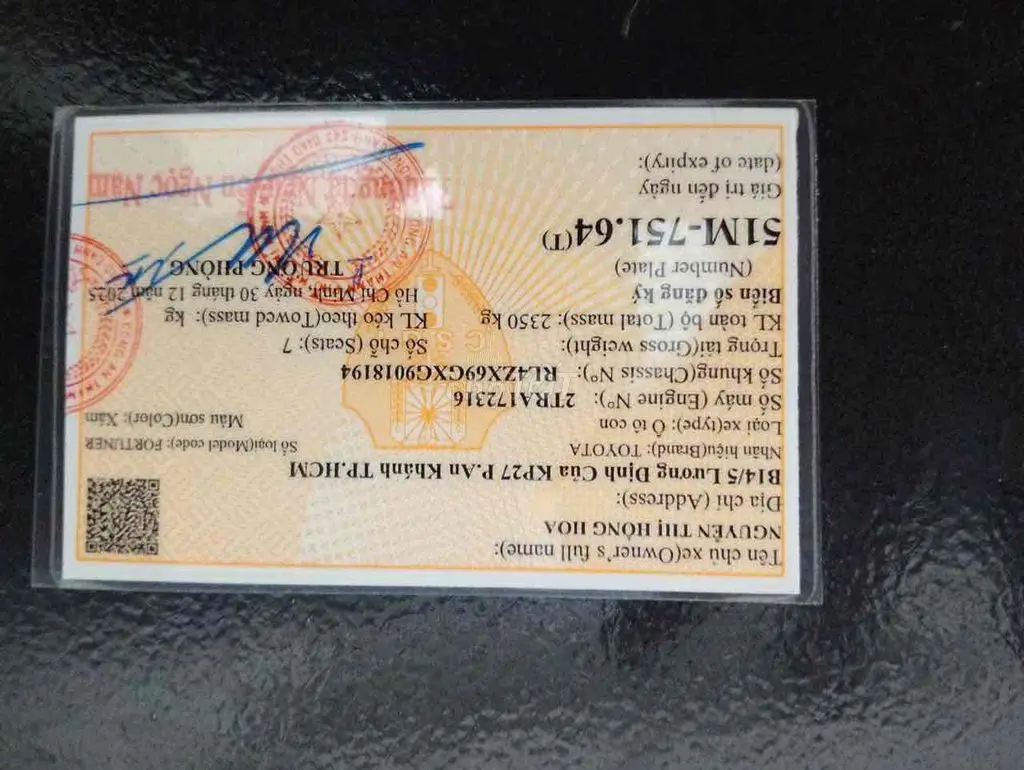 Tên chủ xe(Owner's full name):
NGUYỄN THỊ HỒNG HOA
Địa chỉ (Address):
B14/5 Lương Định Của KP27 P.An Khánh TP.HCM
Nhãn hiệu(Brand): TOYOTA Số loại(Model code): FORTUNER
Loại xe(type): Ô tô con Màu sơn(Color): Xám
Số máy (Engine Nº): 2TRA172316
Số khung(Chassis Nº): RL4ZX69GXG9018194
Trọng tải(Gross weight): Số chỗ (Seats): 7
KL toàn bộ (Total mass): 2350 kg KL kéo theo(Towed mass): kg
Biển số đăng ký Hồ Chí Minh, ngày 30 tháng 12 năm 2025
(Number Plate) TRƯỞNG PHÒNG
51M-751.64(T)
Giá trị đến ngày
(date of expiry):
Ngọc Nam